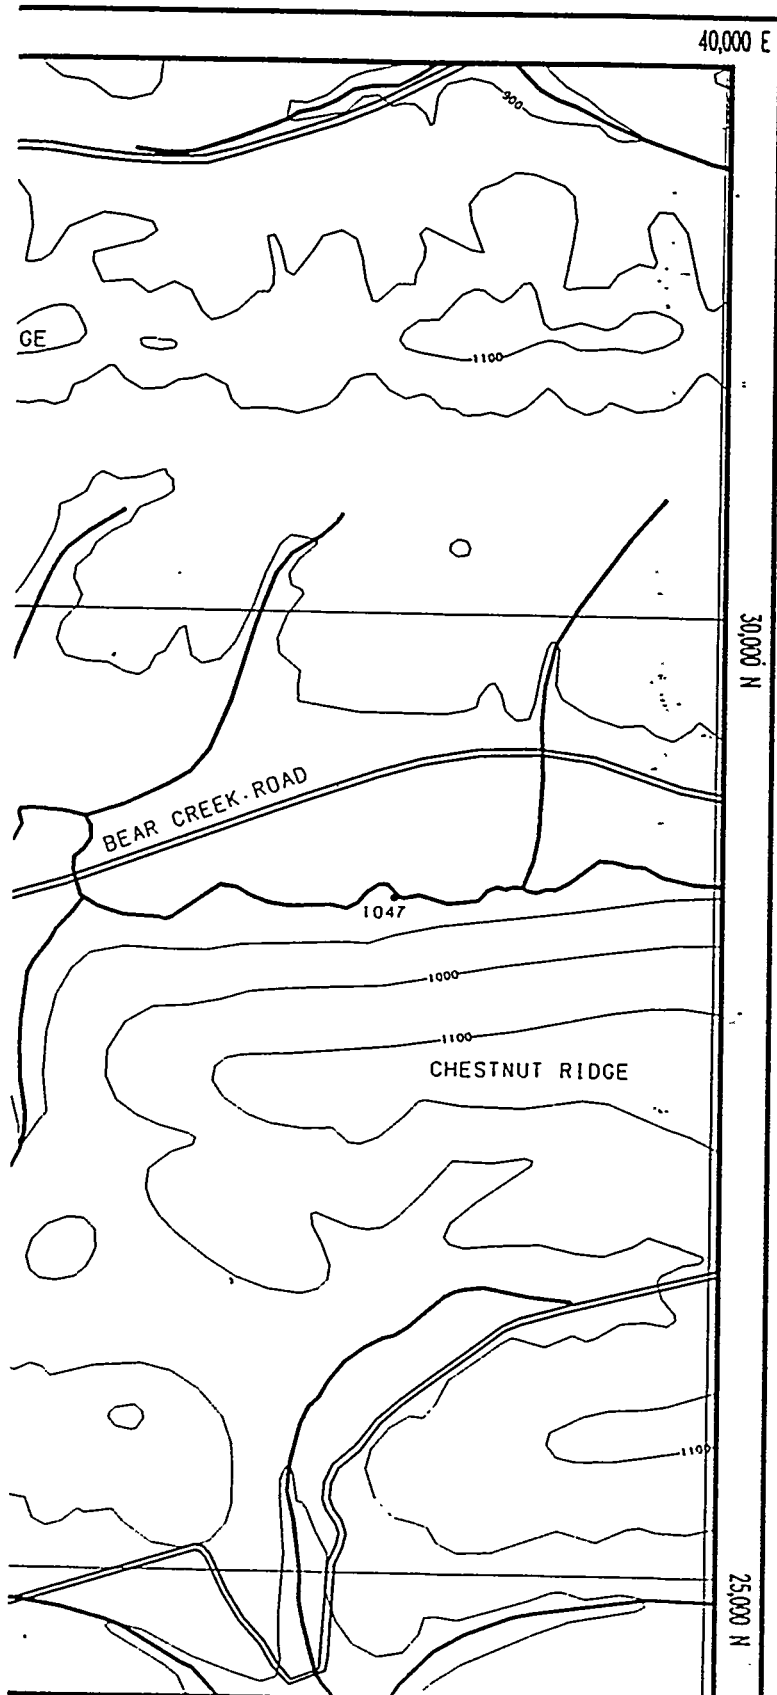 40,000 E
900
GE
1100
30,000 N
BEAR CREEK ROAD
1047
1000
1100
CHESTNUT RIDGE
1100
25,000 N